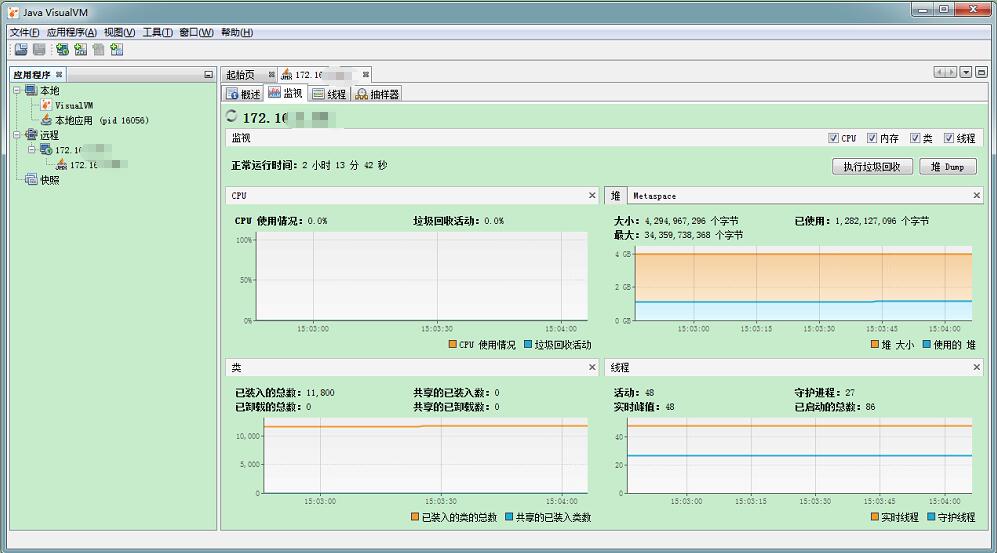 Java VisualVM
文件(F) 应用程序(A) 视图(V) 工具(T) 窗口(W) 帮助(H)
应用程序
本地
VisualVM
本地应用 (pid 16056)
远程
172.16
JMX 172.16
快照
起始页 JMX 172.16
概述 监视 线程 抽样器
172.16
监视 CPU 内存 类 线程
正常运行时间: 2 小时 13 分 42 秒 执行垃圾回收 堆 Dump
CPU
CPU 使用情况: 0.0% 垃圾回收活动: 0.0%
100%
50%
0%
15:03:00 15:03:30 15:04:00
CPU 使用情况 垃圾回收活动
堆 Metaspace
大小: 4,294,967,296 个字节 已使用: 1,282,127,096 个字节
最大: 34,359,738,368 个字节
4 GB
2 GB
0 GB
15:03:00 15:03:15 15:03:30 15:03:45 15:04:00
堆 大小 使用的 堆
类
已装入的总数: 11,800 共享的已装入数: 0
已卸载的总数: 0 共享的已卸载数: 0
10,000
5,000
0
15:03:00 15:03:30 15:04:00
已装入的类的总数 共享的已装入类数
线程
活动: 48 守护进程: 27
实时峰值: 48 已启动的总数: 86
40
20
0
15:03:00 15:03:15 15:03:30 15:03:45 15:04:00
实时线程 守护线程